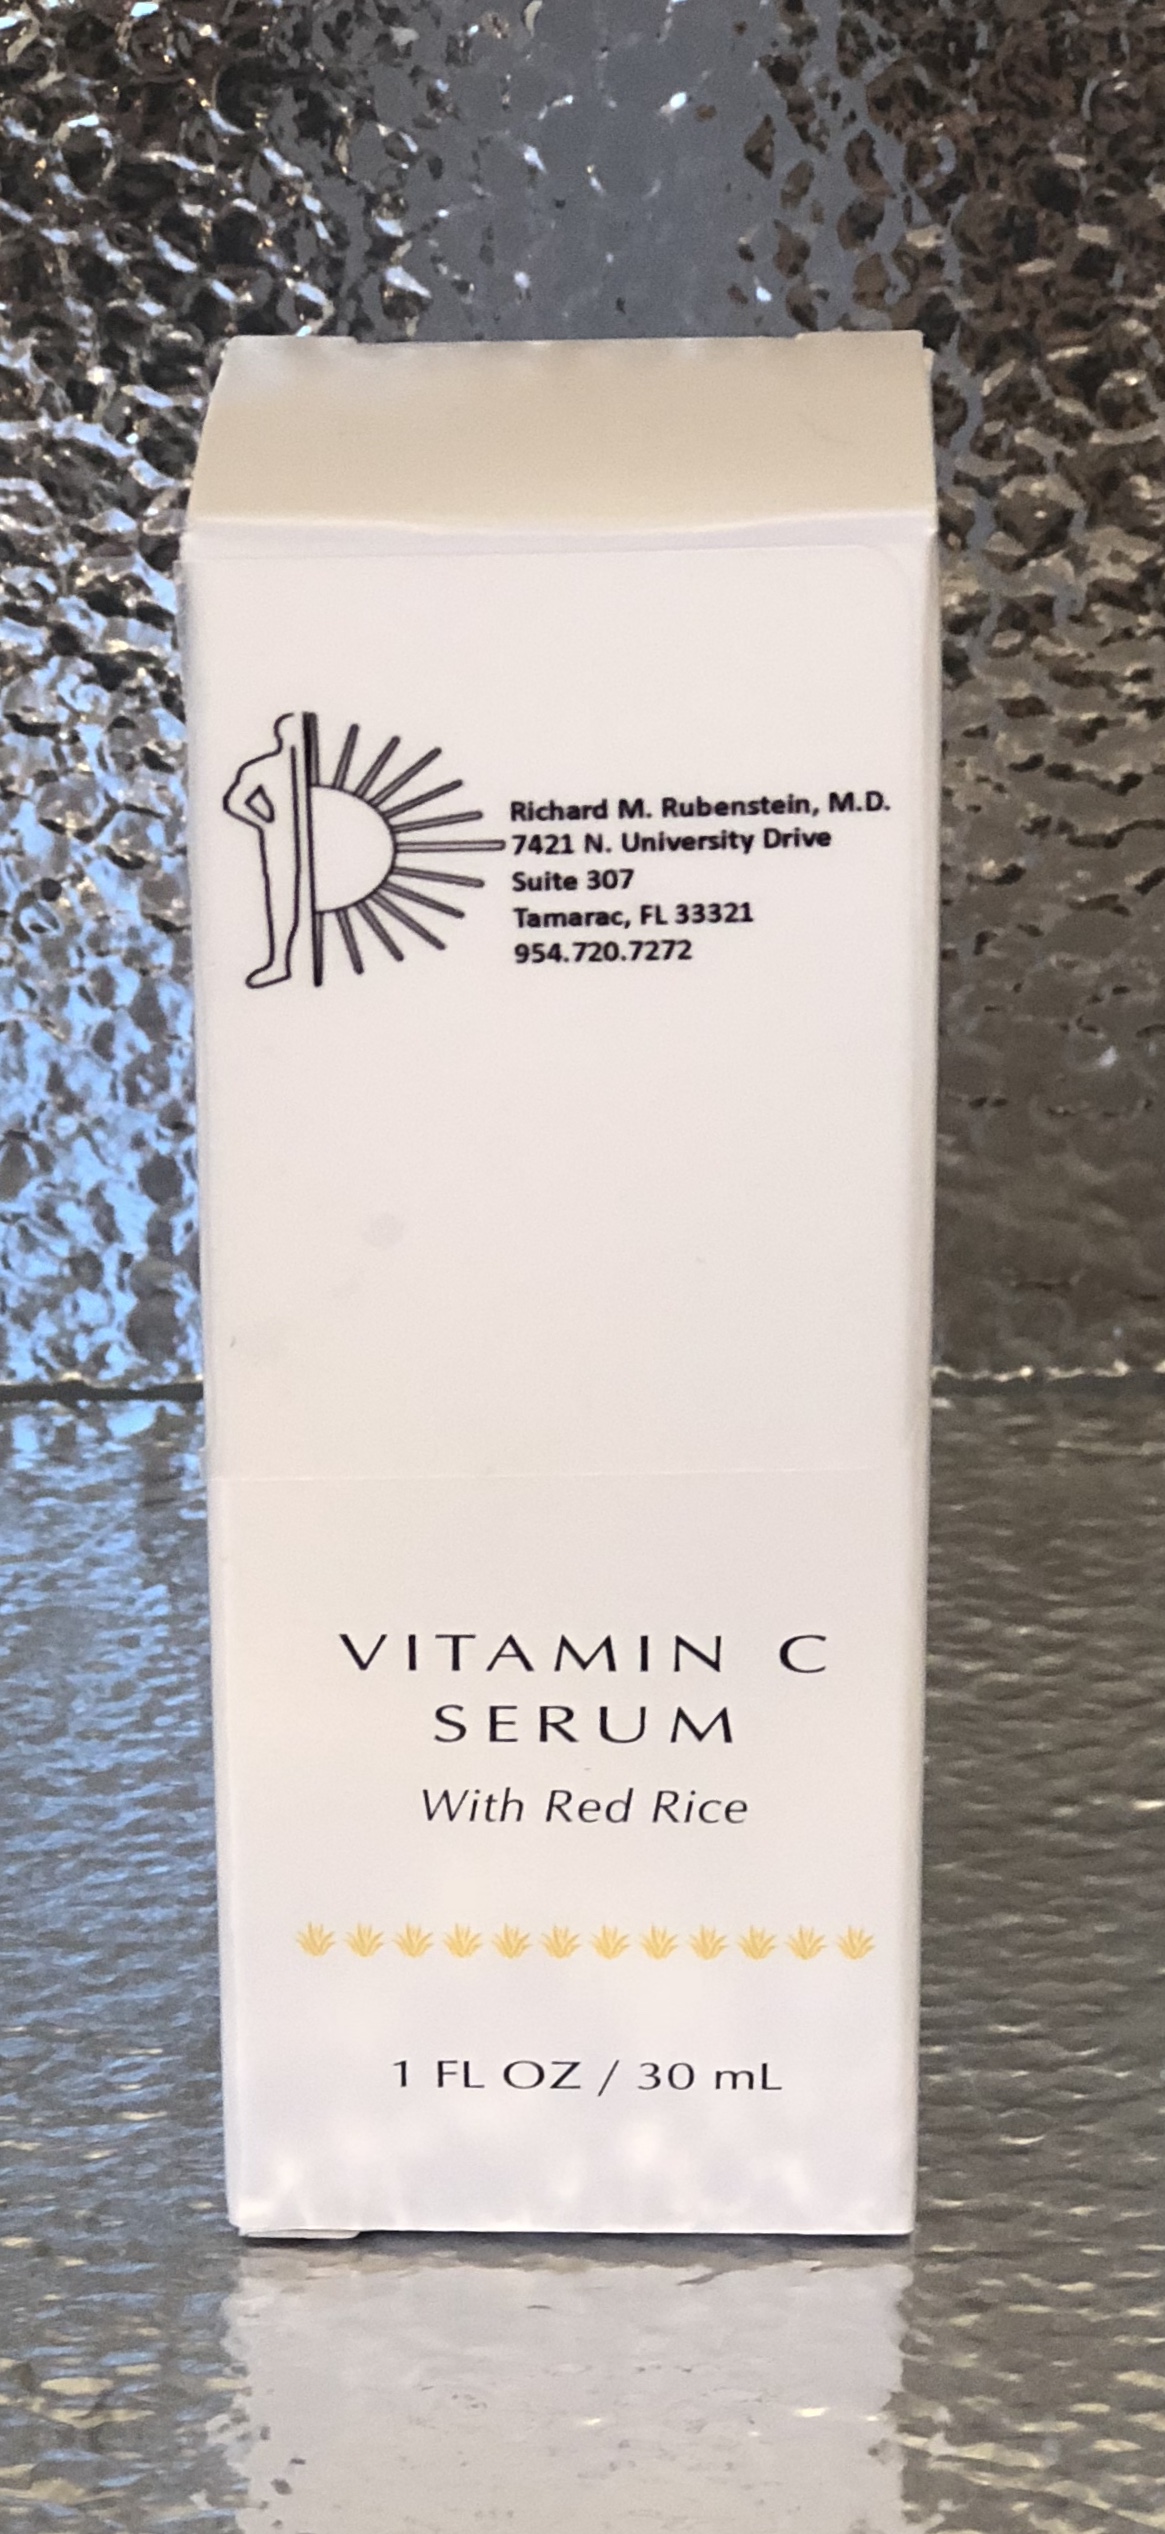 Richard M. Rubenstein, M.D.
7421 N. University Drive
Suite 307
Tamarac, FL 33321
954.720.7272
VITAMIN C
SERUM
With Red Rice
1 FL OZ / 30 mL